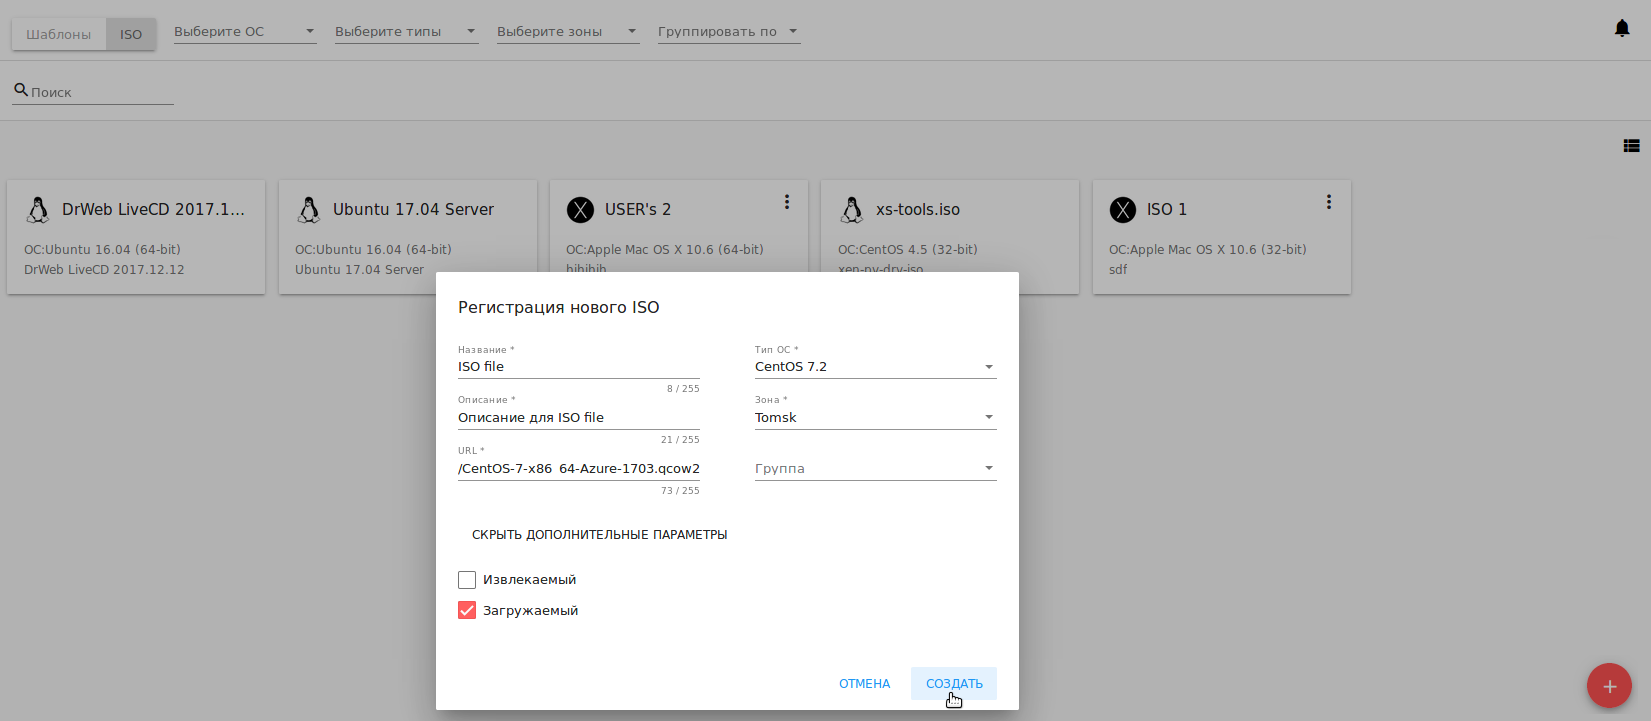 Шаблоны ISO Выберите ОС Выберите типы Выберите зоны Группировать по
Поиск
DrWeb LiveCD 2017.1...
ОС:Ubuntu 16.04 (64-bit)
DrWeb LiveCD 2017.12.12
Ubuntu 17.04 Server
ОС:Ubuntu 16.04 (64-bit)
Ubuntu 17.04 Server
USER's 2
ОС:Apple Mac OS X 10.6 (64-bit)
hihihih
xs-tools.iso
ОС:CentOS 4.5 (32-bit)
xen-pv-drv-iso
ISO 1
ОС:Apple Mac OS X 10.6 (32-bit)
sdf
Регистрация нового ISO
Название *
ISO file
8 / 255
Тип ОС *
CentOS 7.2
Описание *
Описание для ISO file
21 / 255
Зона *
Tomsk
URL *
/CentOS-7-x86_64-Azure-1703.qcow2
73 / 255
Группа
СКРЫТЬ ДОПОЛНИТЕЛЬНЫЕ ПАРАМЕТРЫ
Извлекаемый
Загружаемый
ОТМЕНА СОЗДАТЬ